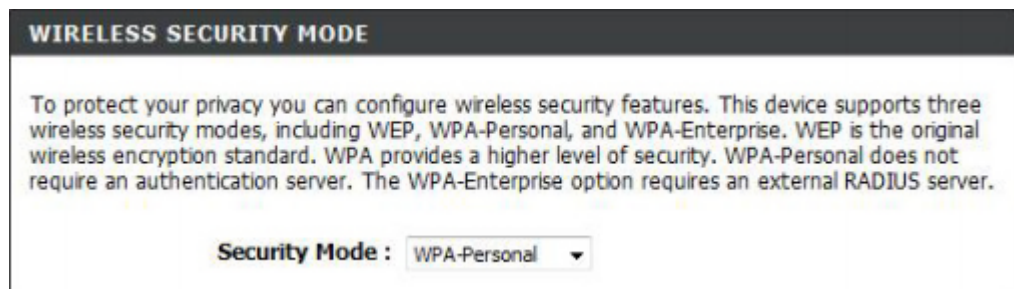 WIRELESS SECURITY MODE
To protect your privacy you can configure wireless security features. This device supports three
wireless security modes, including WEP, WPA-Personal, and WPA-Enterprise. WEP is the original
wireless encryption standard. WPA provides a higher level of security. WPA-Personal does not
require an authentication server. The WPA-Enterprise option requires an external RADIUS server.
Security Mode : WPA-Personal